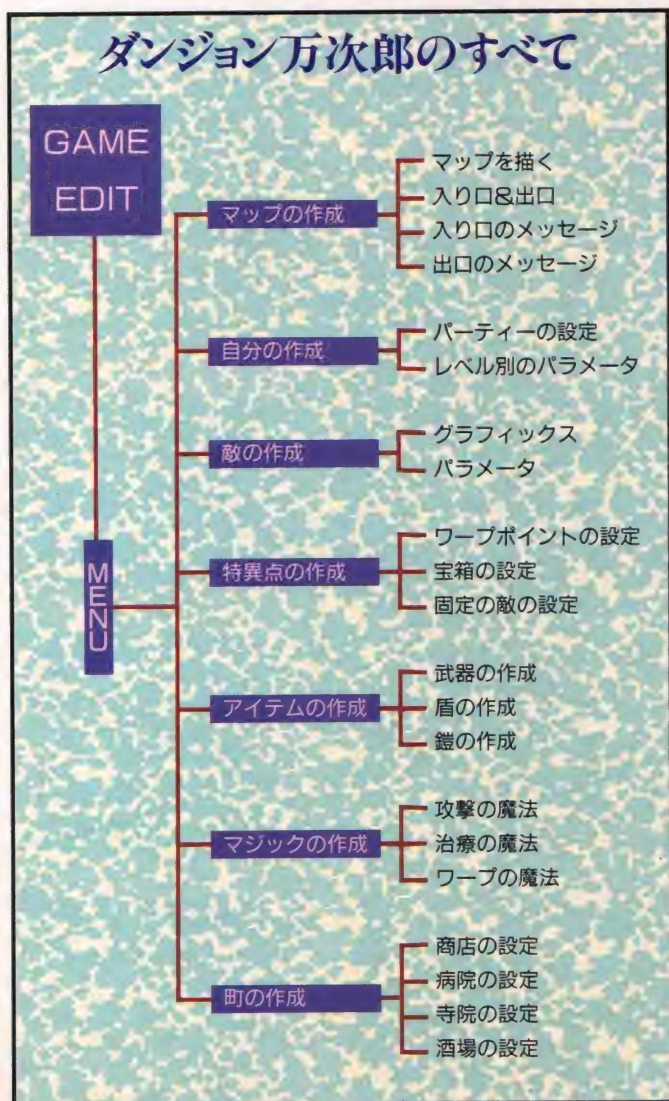 ダンジョン万次郎のすべて
GAME
EDIT
MENU
マップの作成
マップを描く
入り口&出口
入り口のメッセージ
出口のメッセージ
自分の作成
パーティーの設定
レベル別のパラメータ
敵の作成
グラフィックス
パラメータ
特異点の作成
ワープポイントの設定
宝箱の設定
固定の敵の設定
アイテムの作成
武器の作成
盾の作成
鎧の作成
マジックの作成
攻撃の魔法
治療の魔法
ワープの魔法
町の作成
商店の設定
病院の設定
寺院の設定
酒場の設定